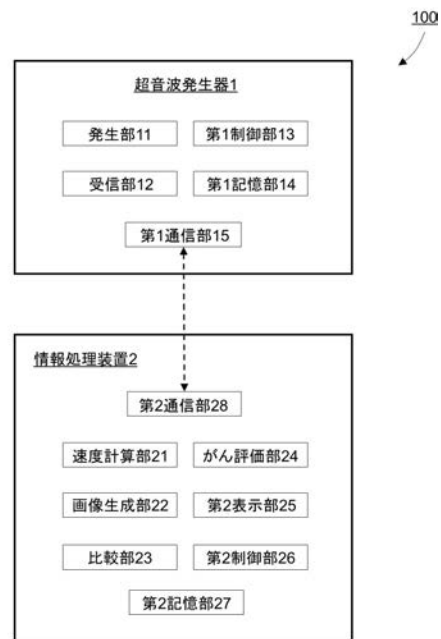 100
超音波発生器1
発生部11 第1制御部13
受信部12 第1記憶部14
第1通信部15
情報処理装置2
第2通信部28
速度計算部21 がん評価部24
画像生成部22 第2表示部25
比較部23 第2制御部26
第2記憶部27